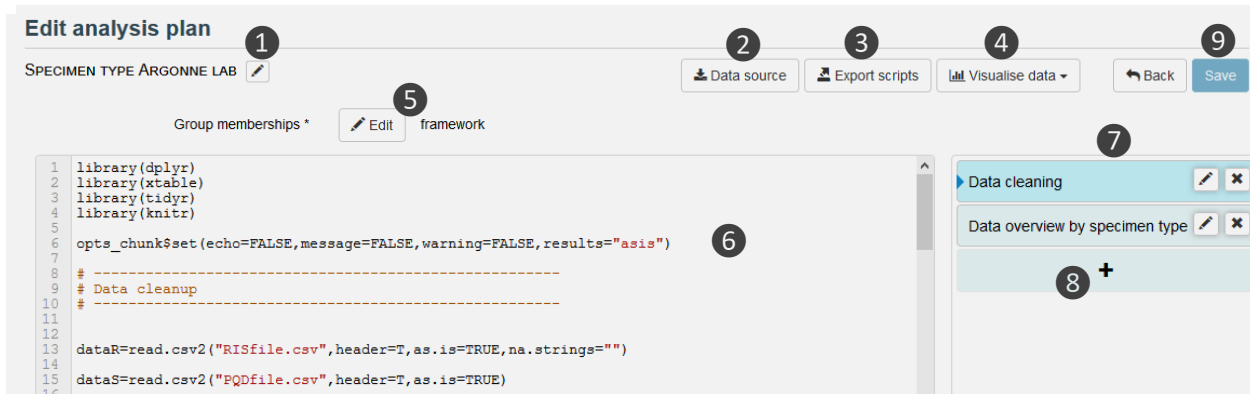 Edit analysis plan
1
2
3
4
9
SPECIMEN TYPE ARGONNE LAB
Data source
Export scripts
Visualise data
Back
Save
5
Group memberships *
Edit
framework
7
1 library(dplyr)
2 library(xtable)
3 library(tidyr)
4 library(knitr)
5
6 opts_chunk$set(echo=FALSE,message=FALSE,warning=FALSE,results="asis")
7
8 # ----------------------------------------------------
9 # Data cleanup
10 # ----------------------------------------------------
11
12
13 dataR=read.csv2("RISfile.csv",header=T,as.is=TRUE,na.strings="")
14
15 dataS=read.csv2("PQDfile.csv",header=T,as.is=TRUE)
16
6
Data cleaning
Data overview by specimen type
+
8